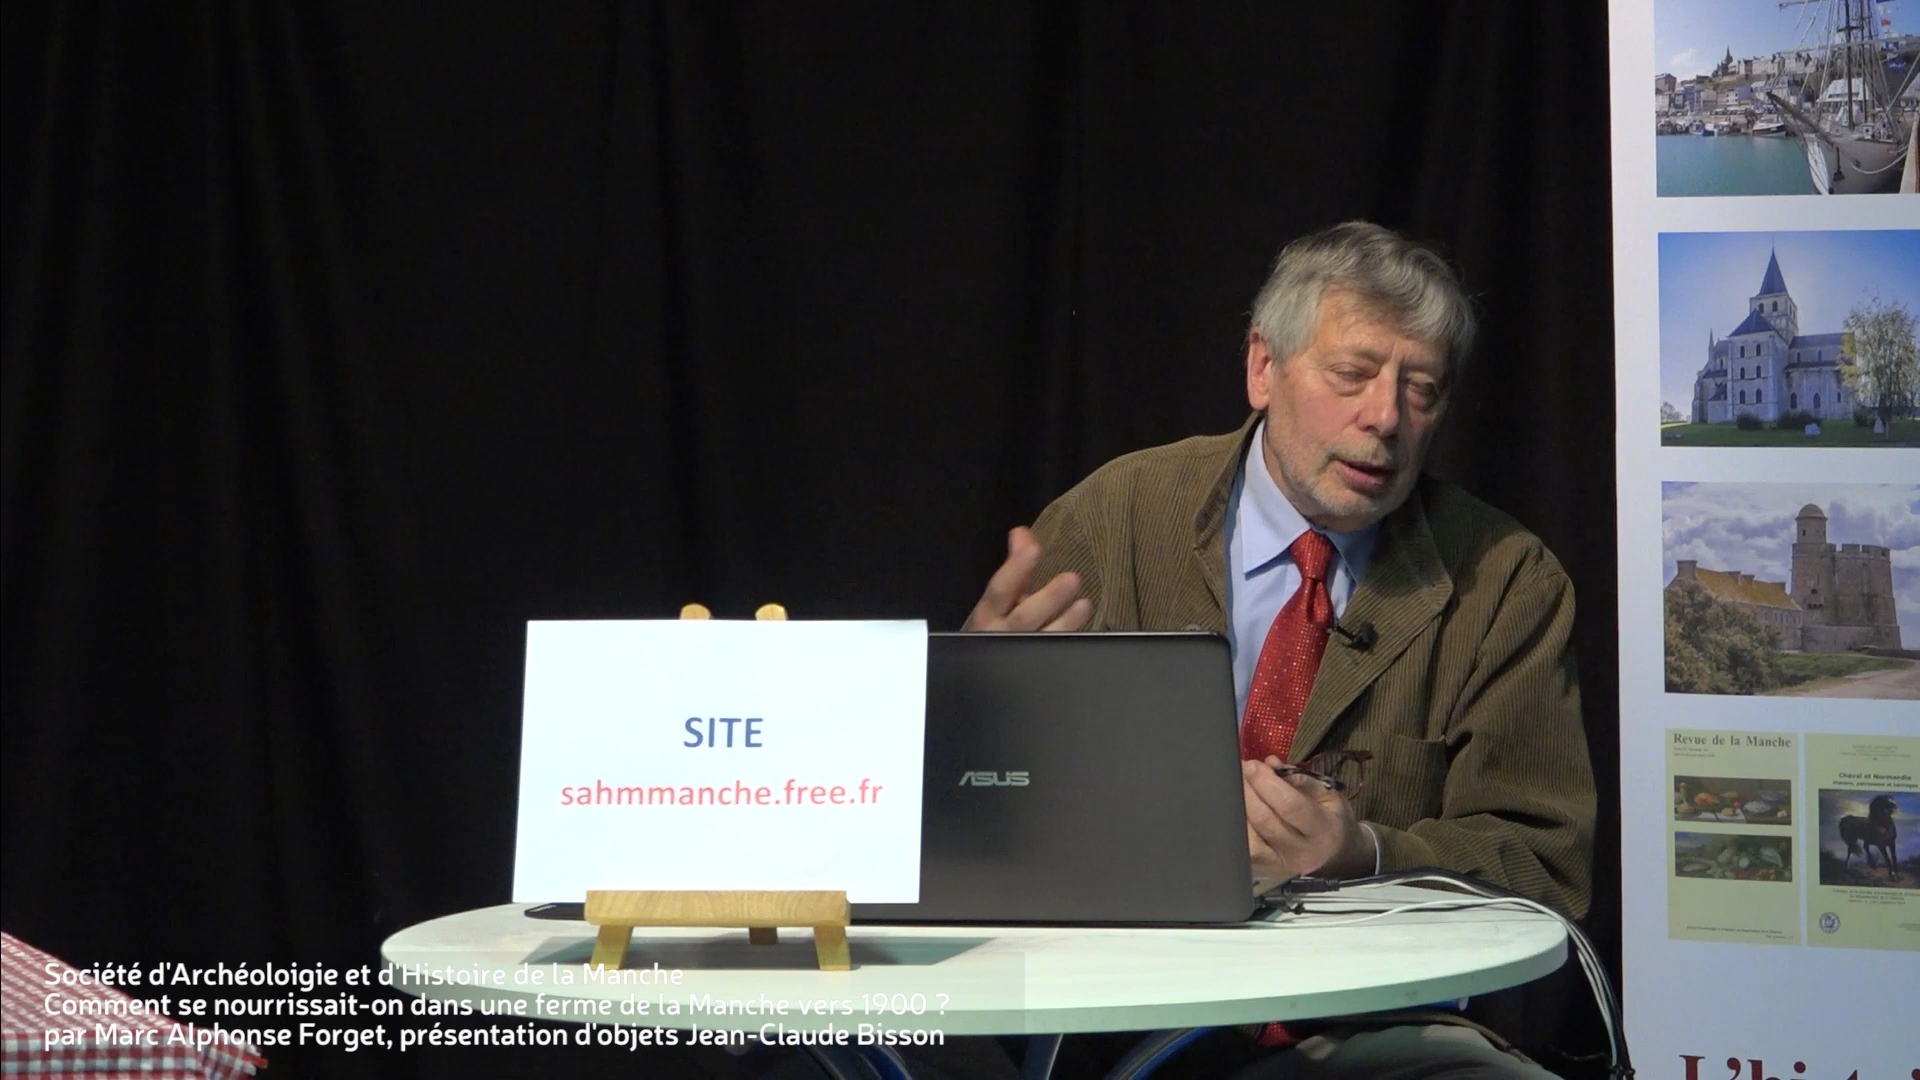 SITE
sahmmanche.free.fr
ASUS
Revue de la Manche
Cheval et Normandie
Société d'Archéoloigie et d'Histoire de la Manche
Comment se nourrissait-on dans une ferme de la Manche vers 1900 ?
par Marc Alphonse Forget, présentation d'objets Jean-Claude Bisson